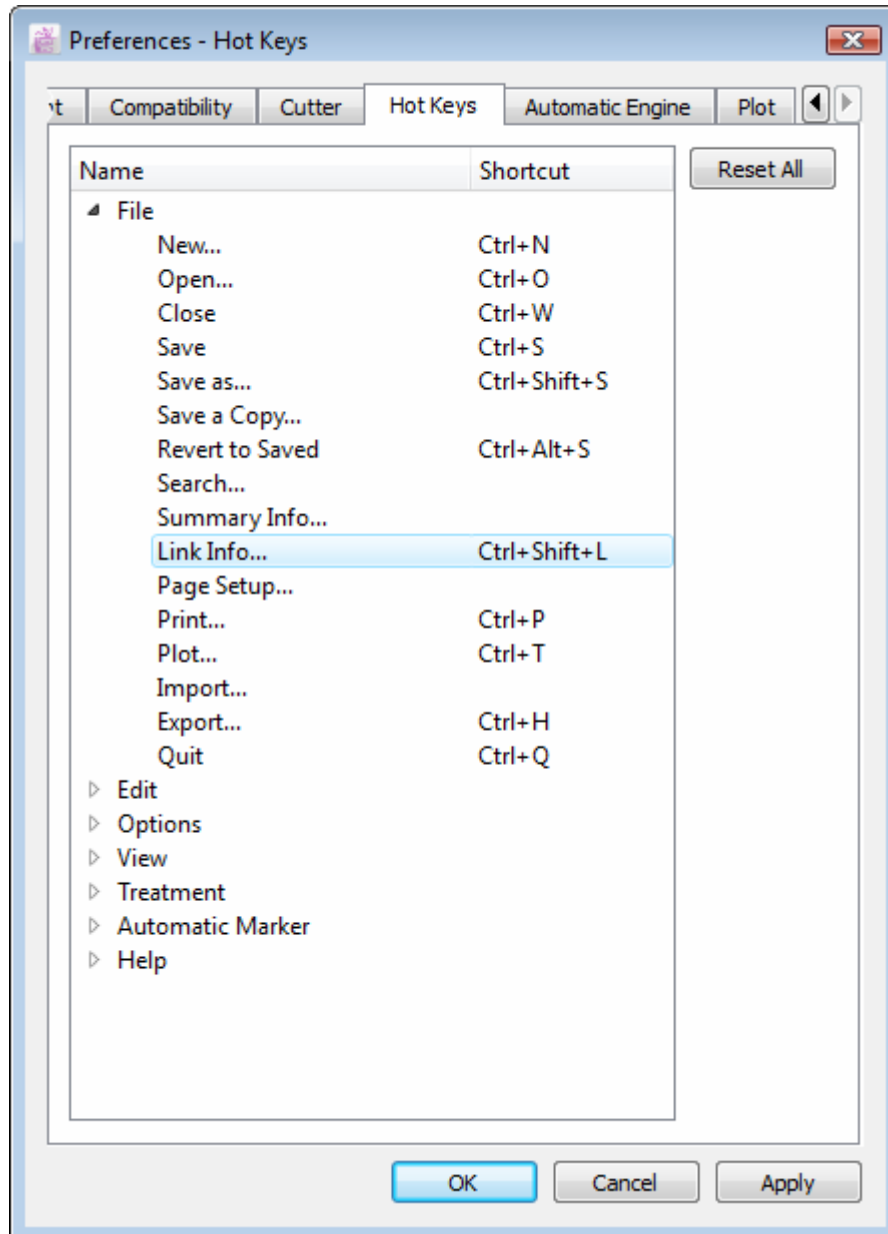 Preferences - Hot Keys
Compatibility Cutter Hot Keys Automatic Engine Plot
Name Shortcut Reset All
File
New... Ctrl+N
Open... Ctrl+O
Close Ctrl+W
Save Ctrl+S
Save as... Ctrl+Shift+S
Save a Copy...
Revert to Saved Ctrl+Alt+S
Search...
Summary Info...
Link Info... Ctrl+Shift+L
Page Setup...
Print... Ctrl+P
Plot... Ctrl+T
Import...
Export... Ctrl+H
Quit Ctrl+Q
Edit
Options
View
Treatment
Automatic Marker
Help
OK Cancel Apply